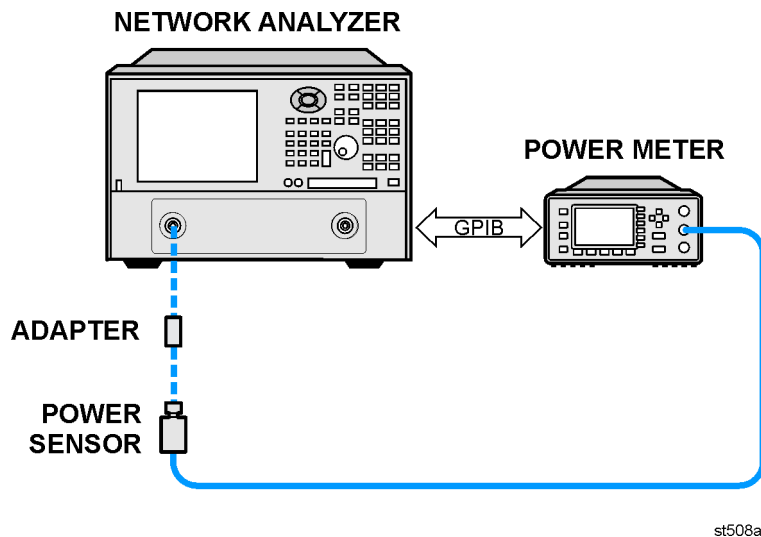 NETWORK ANALYZER
POWER METER
GPIB
ADAPTER
POWER
SENSOR
st508a